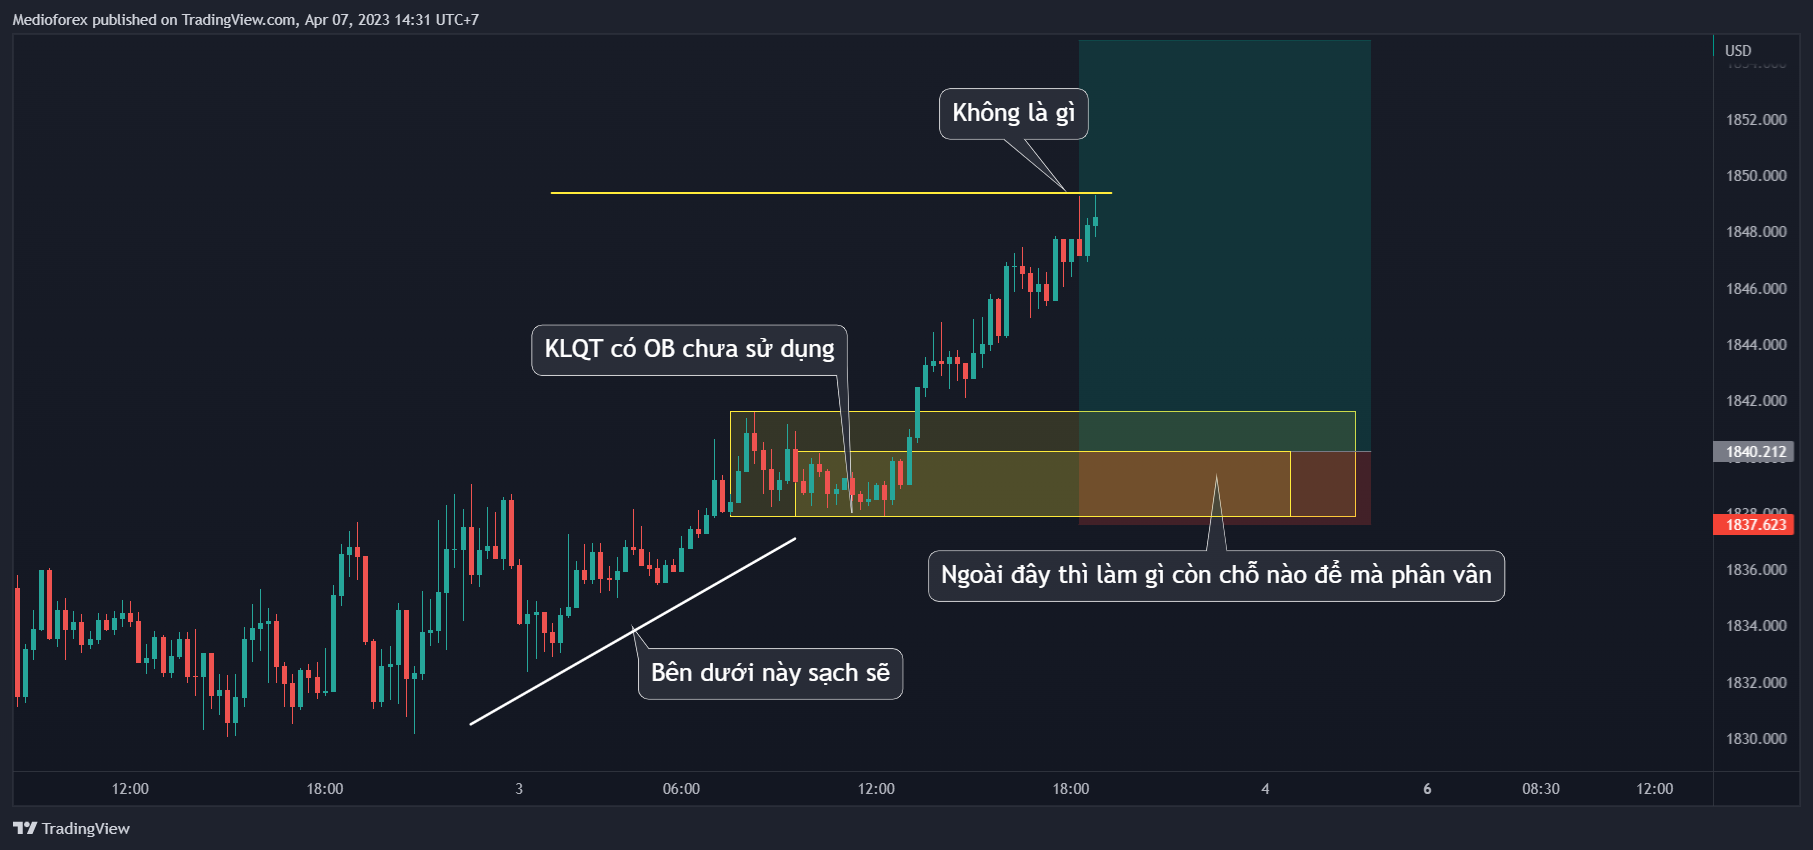 Medioforex published on TradingView.com, Apr 07, 2023 14:31 UTC+7
USD
1852.000
Không là gì
1850.000
1848.000
1846.000
KLQT có OB chưa sử dụng
1844.000
1842.000
1840.212
1838.000
1837.623
Ngoài đây thì làm gì còn chỗ nào để mà phân vân
1836.000
1834.000
Bên dưới này sạch sẽ
1832.000
1830.000
12:00 18:00 3 06:00 12:00 18:00 4 6 08:30 12:00
TradingView